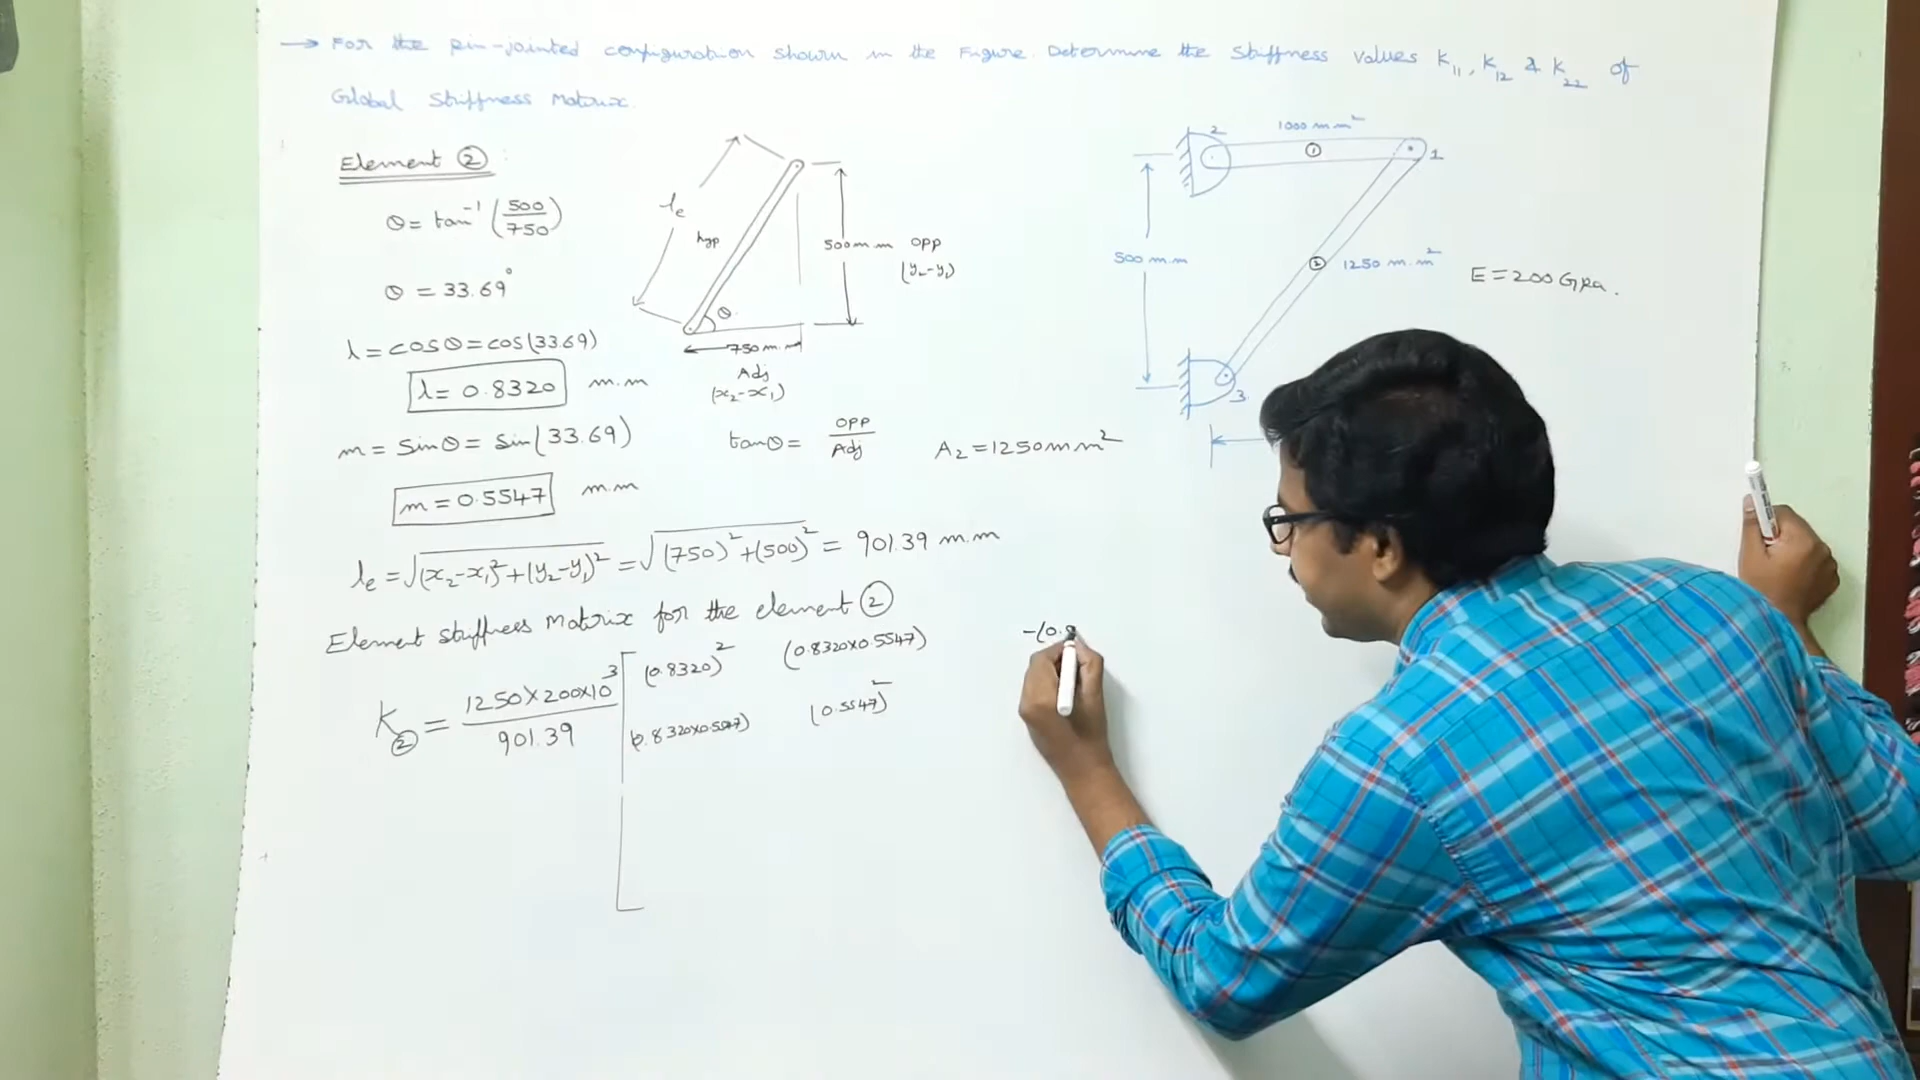 → For the pin-jointed configuration shown in the Figure. Determine the Stiffness values K₁₁, K₁₂ & K₂₂ of
Global Stiffness Matrix.
Element ②:
θ = tan⁻¹ (500/750)
θ = 33.69°
λ = cosθ = cos(33.69)
λ = 0.8320 m.m
m = sinθ = sin(33.69)
m = 0.5547 m.m
le
hyp
θ
500 m.m opp
(y₂-y₁)
750 m.m
Adj
(x₂-x₁)
tanθ = opp/Adj
A₂ = 1250 mm²
2
1000 m.m²
①
1
500 m.m
② 1250 m.m²
3
E = 200 Gpa.
le = √(x₂-x₁)²+(y₂-y₁)² = √(750)²+(500)² = 901.39 m.m
Element stiffness Matrix for the element ②
K② = 1250×200×10³/901.39 [
(0.8320)² (0.8320×0.5547) -(0.8
(0.8320×0.5547) (0.5547)²